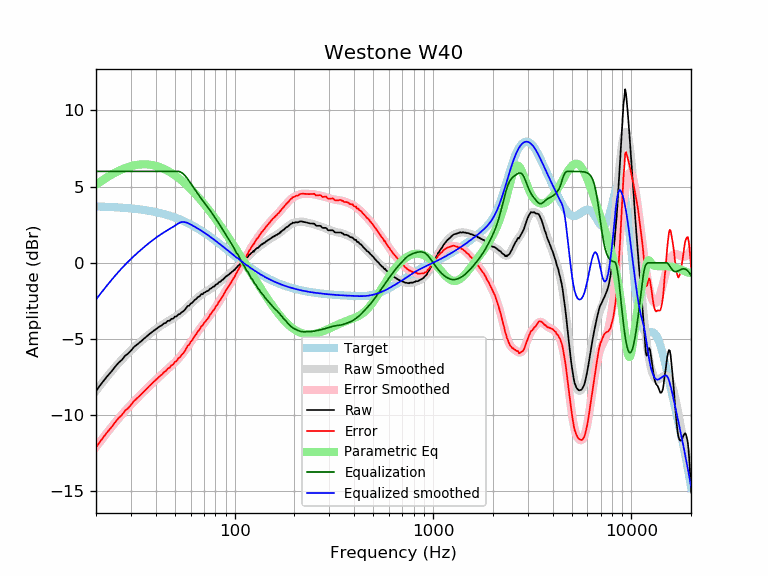 Westone W40
Amplitude (dBr)
10
5
0
−5
−10
−15
Target
Raw Smoothed
Error Smoothed
Raw
Error
Parametric Eq
Equalization
Equalized smoothed
100
1000
10000
Frequency (Hz)